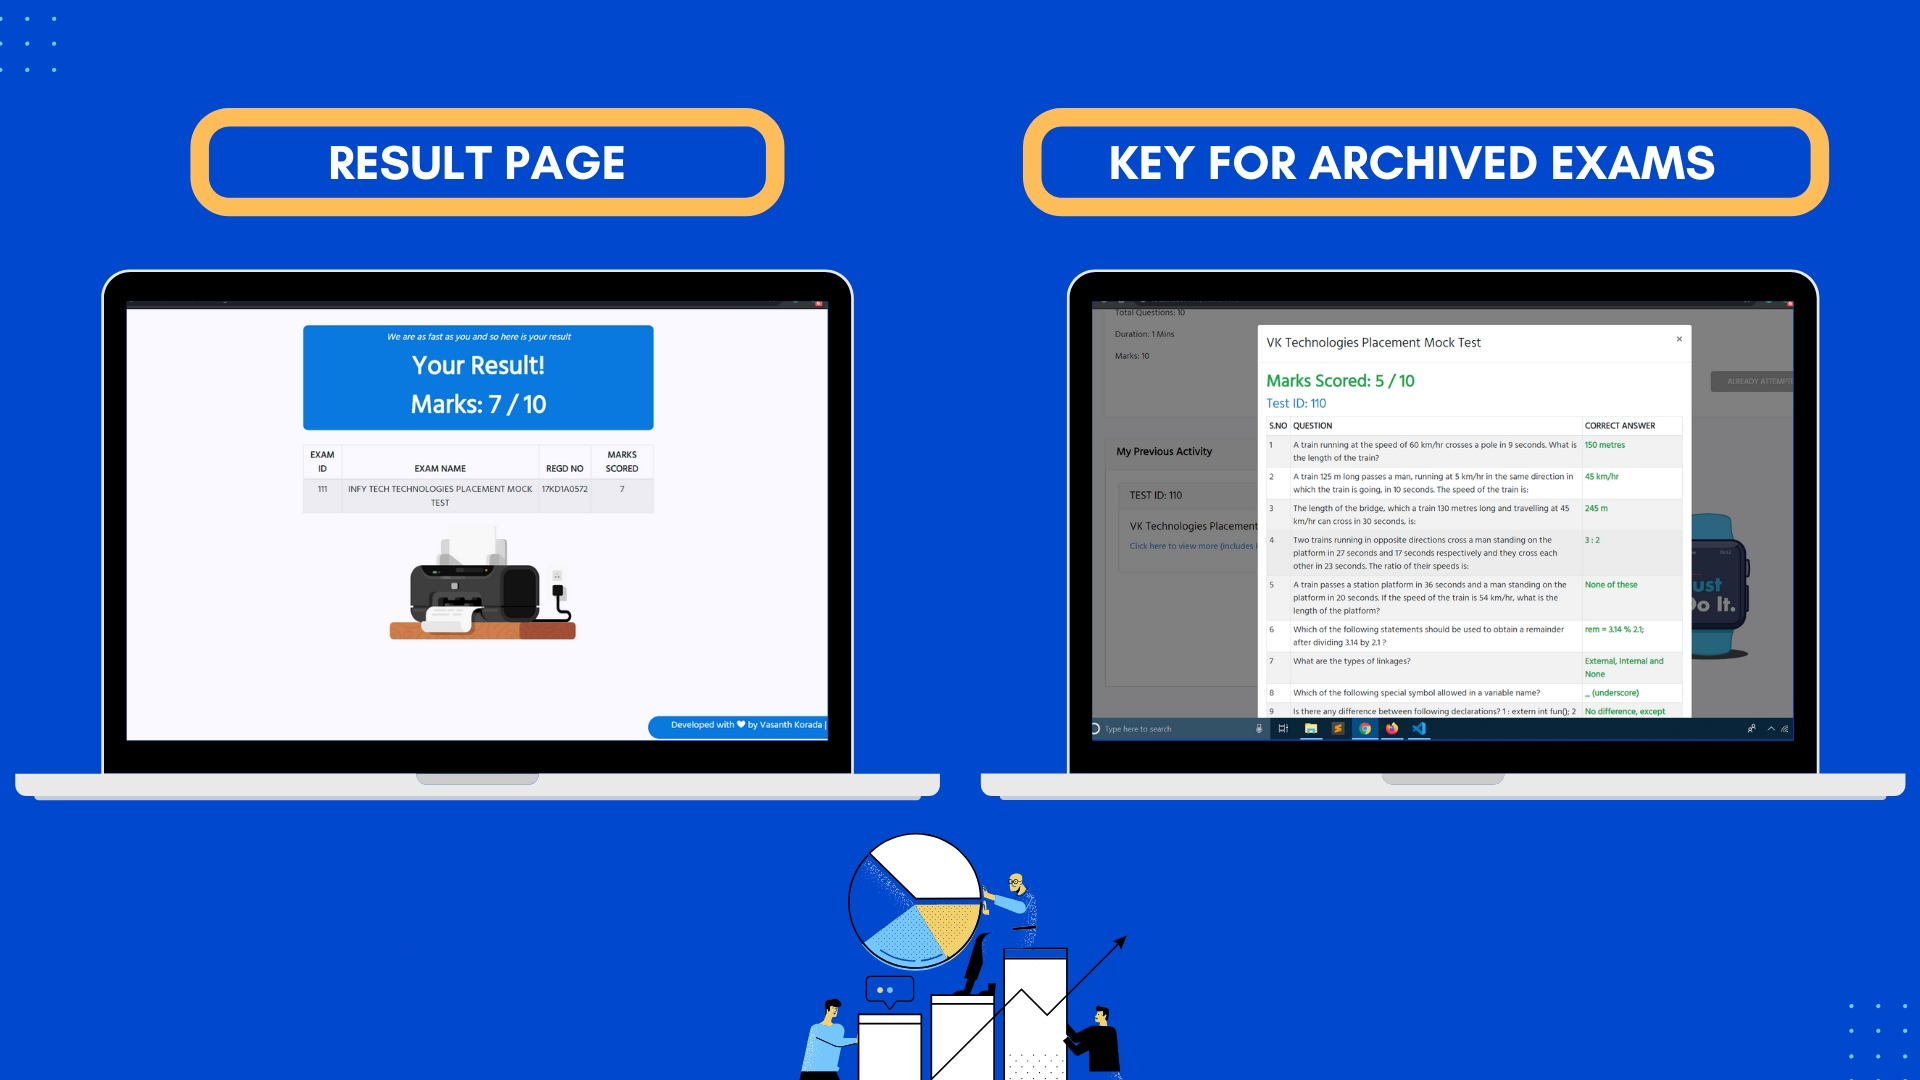 RESULT PAGE
KEY FOR ARCHIVED EXAMS
We are as fast as you and so here is your result
Your Result!
Marks: 7 / 10
EXAM ID EXAM NAME REGD NO MARKS SCORED
111 INFY TECH TECHNOLOGIES PLACEMENT MOCK TEST 17KD1A0572 7
Developed with ❤ by Vasanth Korada |
Total Questions: 10
Duration: 1 Mins
Marks: 10
ALREADY ATTEMPT
My Previous Activity
TEST ID: 110
VK Technologies Placement
Click here to view more (includes
VK Technologies Placement Mock Test
×
Marks Scored: 5 / 10
Test ID: 110
S.NO QUESTION CORRECT ANSWER
1 A train running at the speed of 60 km/hr crosses a pole in 9 seconds. What is
the length of the train?
150 metres
2 A train 125 m long passes a man, running at 5 km/hr in the same direction in
which the train is going, in 10 seconds. The speed of the train is:
45 km/hr
3 The length of the bridge, which a train 130 metres long and travelling at 45
km/hr can cross in 30 seconds, is:
245 m
4 Two trains running in opposite directions cross a man standing on the
platform in 27 seconds and 17 seconds respectively and they cross each
other in 23 seconds. The ratio of their speeds is:
3 : 2
5 A train passes a station platform in 36 seconds and a man standing on the
platform in 20 seconds. If the speed of the train is 54 km/hr, what is the
length of the platform?
None of these
6 Which of the following statements should be used to obtain a remainder
after dividing 3.14 by 2.1 ?
rem = 3.14 % 2.1;
7 What are the types of linkages?
External, Internal and
None
8 Which of the following special symbol allowed in a variable name?
_ (underscore)
9 Is there any difference between following declarations? 1 : extern int fun(); 2
No difference, except
ust
o It.
Type here to search